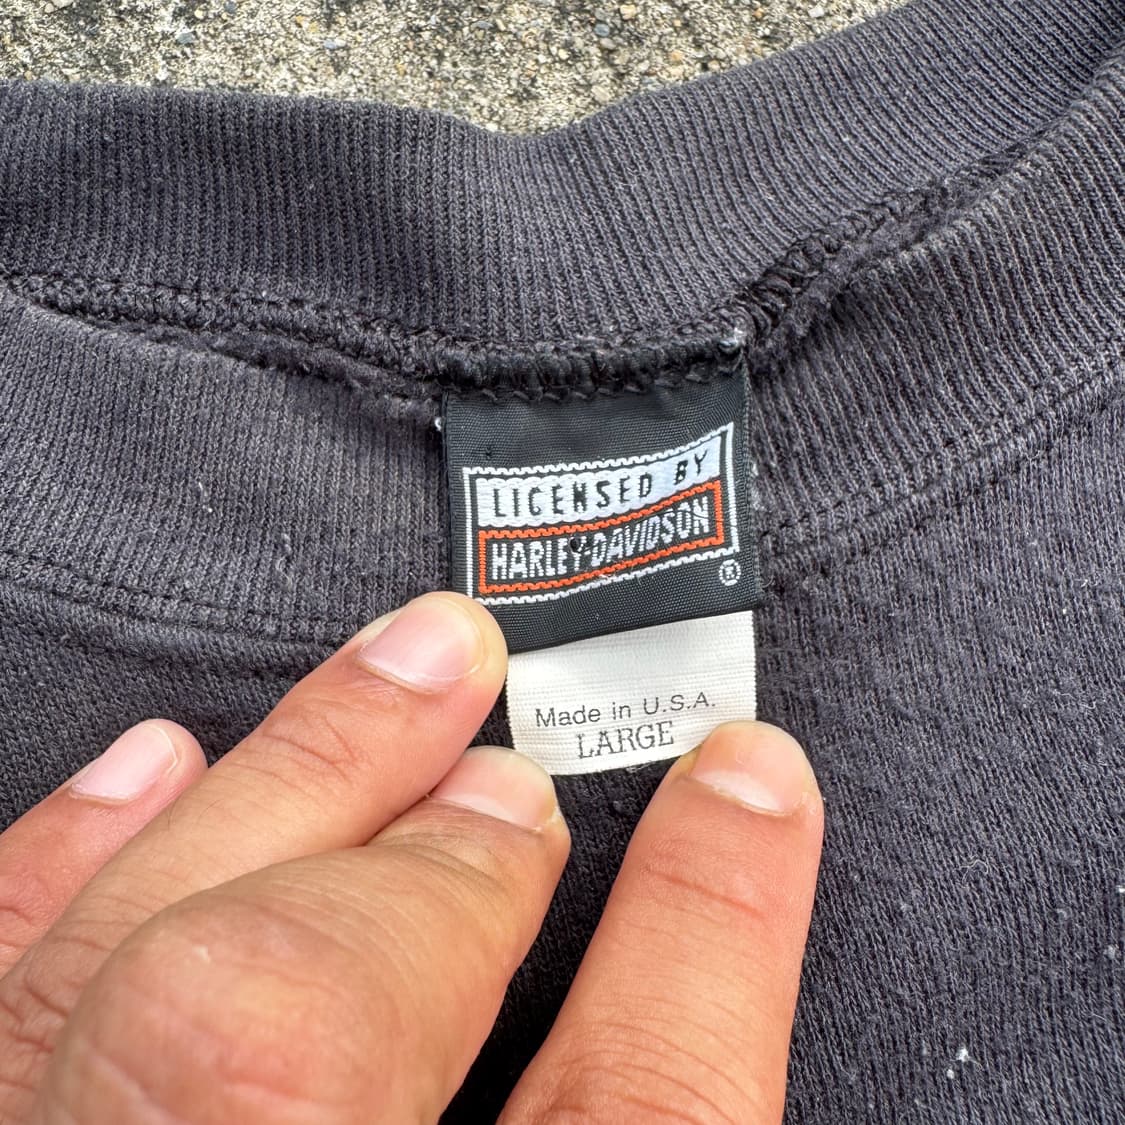 LICENSED BY
HARLEY-DAVIDSON
®
Made in U.S.A.
LARGE